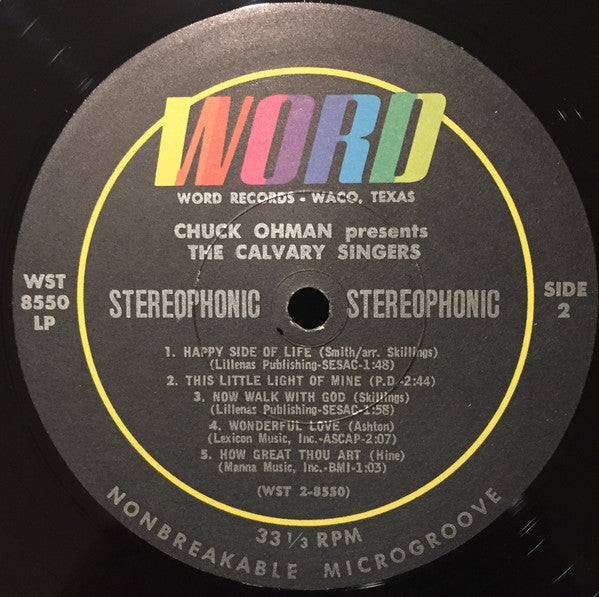 WORD
WORD RECORDS - WACO, TEXAS
CHUCK OHMAN presents
THE CALVARY SINGERS
WST
8550
LP
STEREOPHONIC STEREOPHONIC
SIDE
2
1. HAPPY SIDE OF LIFE (Smith/arr. Skillings)
(Lillenas Publishing-SESAC-1:48)
2. THIS LITTLE LIGHT OF MINE (P.D.-2:44)
3. NOW WALK WITH GOD (Skillings)
(Lillenas Publishing-SESAC-1:58)
4. WONDERFUL LOVE (Ashton)
(Lexicon Music, Inc.-ASCAP-2:07)
5. HOW GREAT THOU ART (Hine)
(Manna Music, Inc.-BMI-1:03)
(WST 2-8550)
33 1/3 RPM
NONBREAKABLE MICROGROOVE